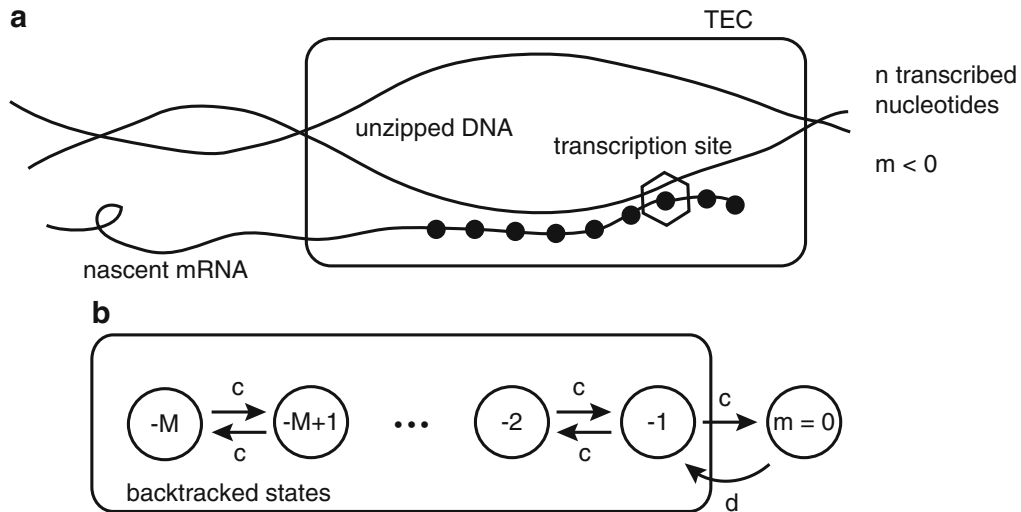 a
TEC
n transcribed
nucleotides
unzipped DNA
transcription site
m < 0
nascent mRNA
b
c c c
-M -M+1 ... -2 -1 m = 0
c c
backtracked states
d